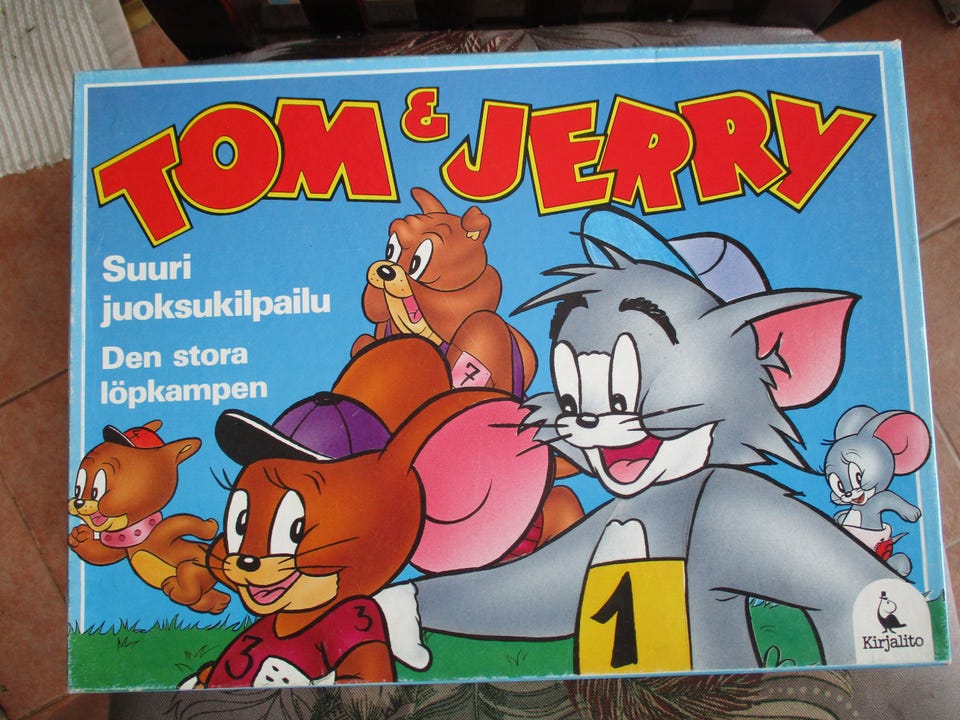 TOM & JERRY
Suuri
juoksukilpailu
Den stora
löpkampen
7
3
3
1
Kirjalito